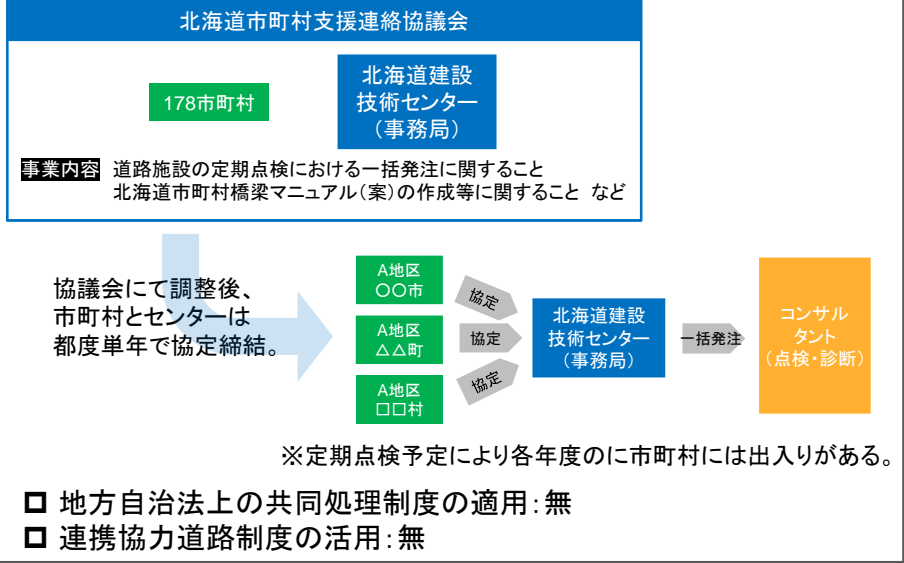 北海道市町村支援連絡協議会
178市町村
北海道建設
技術センター
（事務局）
事業内容 道路施設の定期点検における一括発注に関すること
北海道市町村橋梁マニュアル（案）の作成等に関すること など
協議会にて調整後、
市町村とセンターは
都度単年で協定締結。
A地区
〇〇市
協定
A地区
△△町
協定
A地区
□□村
協定
北海道建設
技術センター
（事務局）
一括発注
コンサル
タント
（点検・診断）
※定期点検予定により各年度のに市町村には出入りがある。
地方自治法上の共同処理制度の適用：無
連携協力道路制度の活用：無